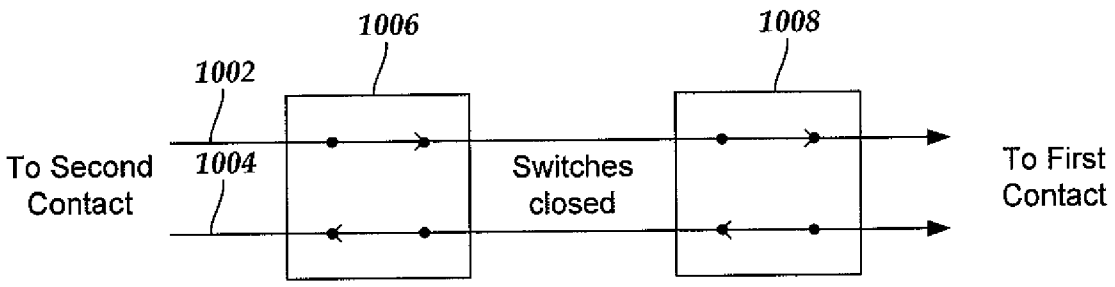 1006
1008
1002
To Second
Contact
1004
Switches
closed
To First
Contact